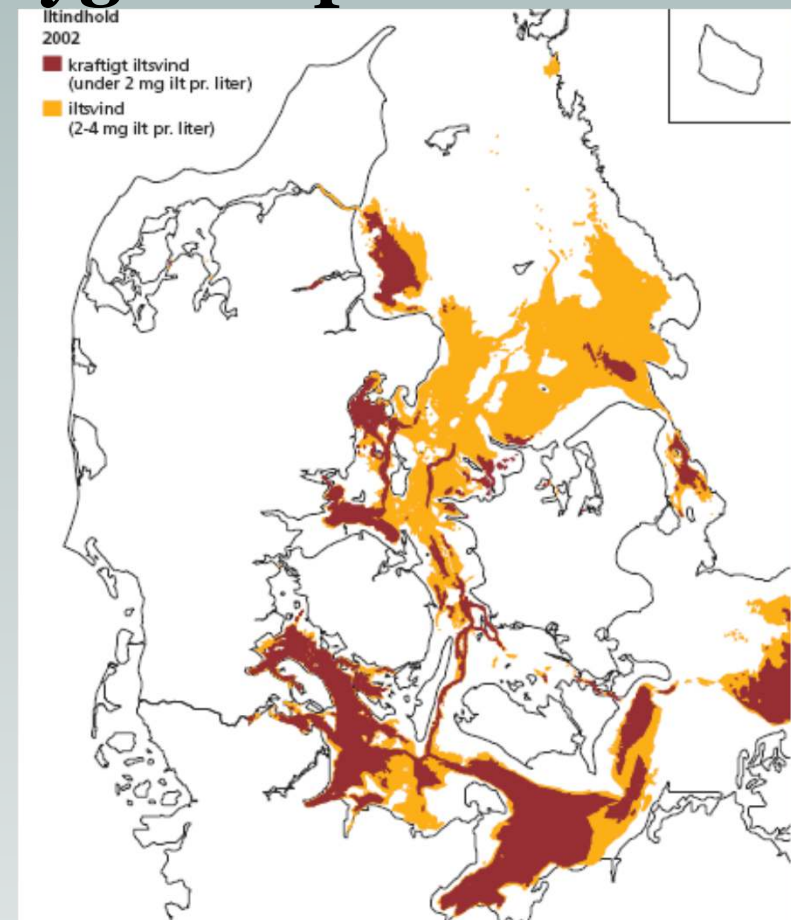 Iltindhold
2002
kraftigt iltsvind
(under 2 mg ilt pr. liter)
iltsvind
(2-4 mg ilt pr. liter)